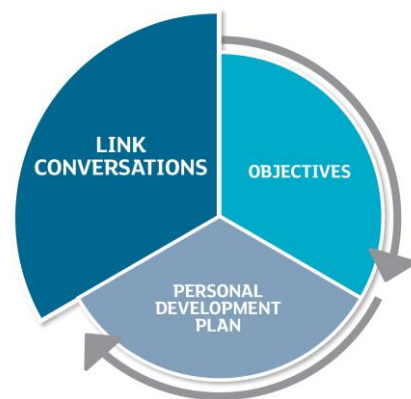 LINK
CONVERSATIONS
OBJECTIVES
PERSONAL
DEVELOPMENT
PLAN